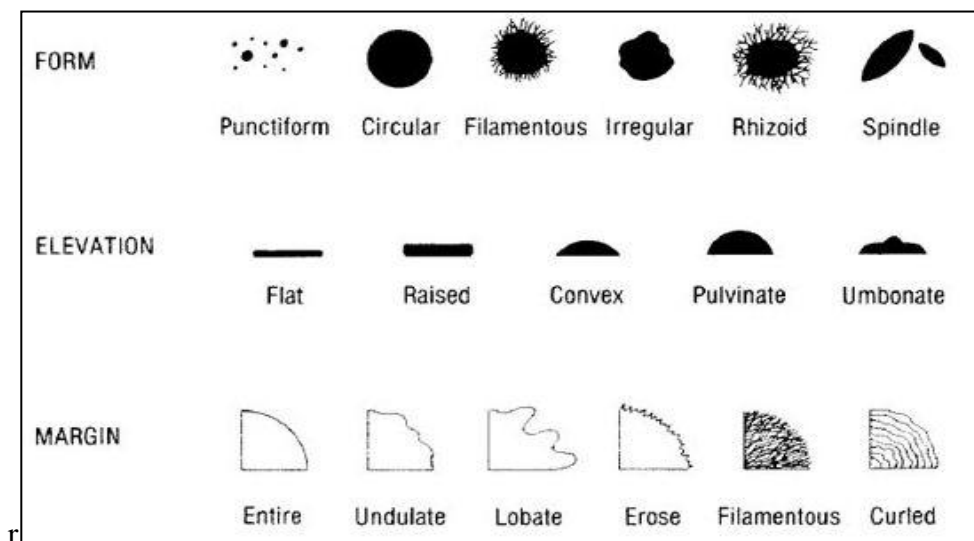 FORM
Punctiform Circular Filamentous Irregular Rhizoid Spindle
ELEVATION
Flat Raised Convex Pulvinate Umbonate
MARGIN
Entire Undulate Lobate Erose Filamentous Curled
r